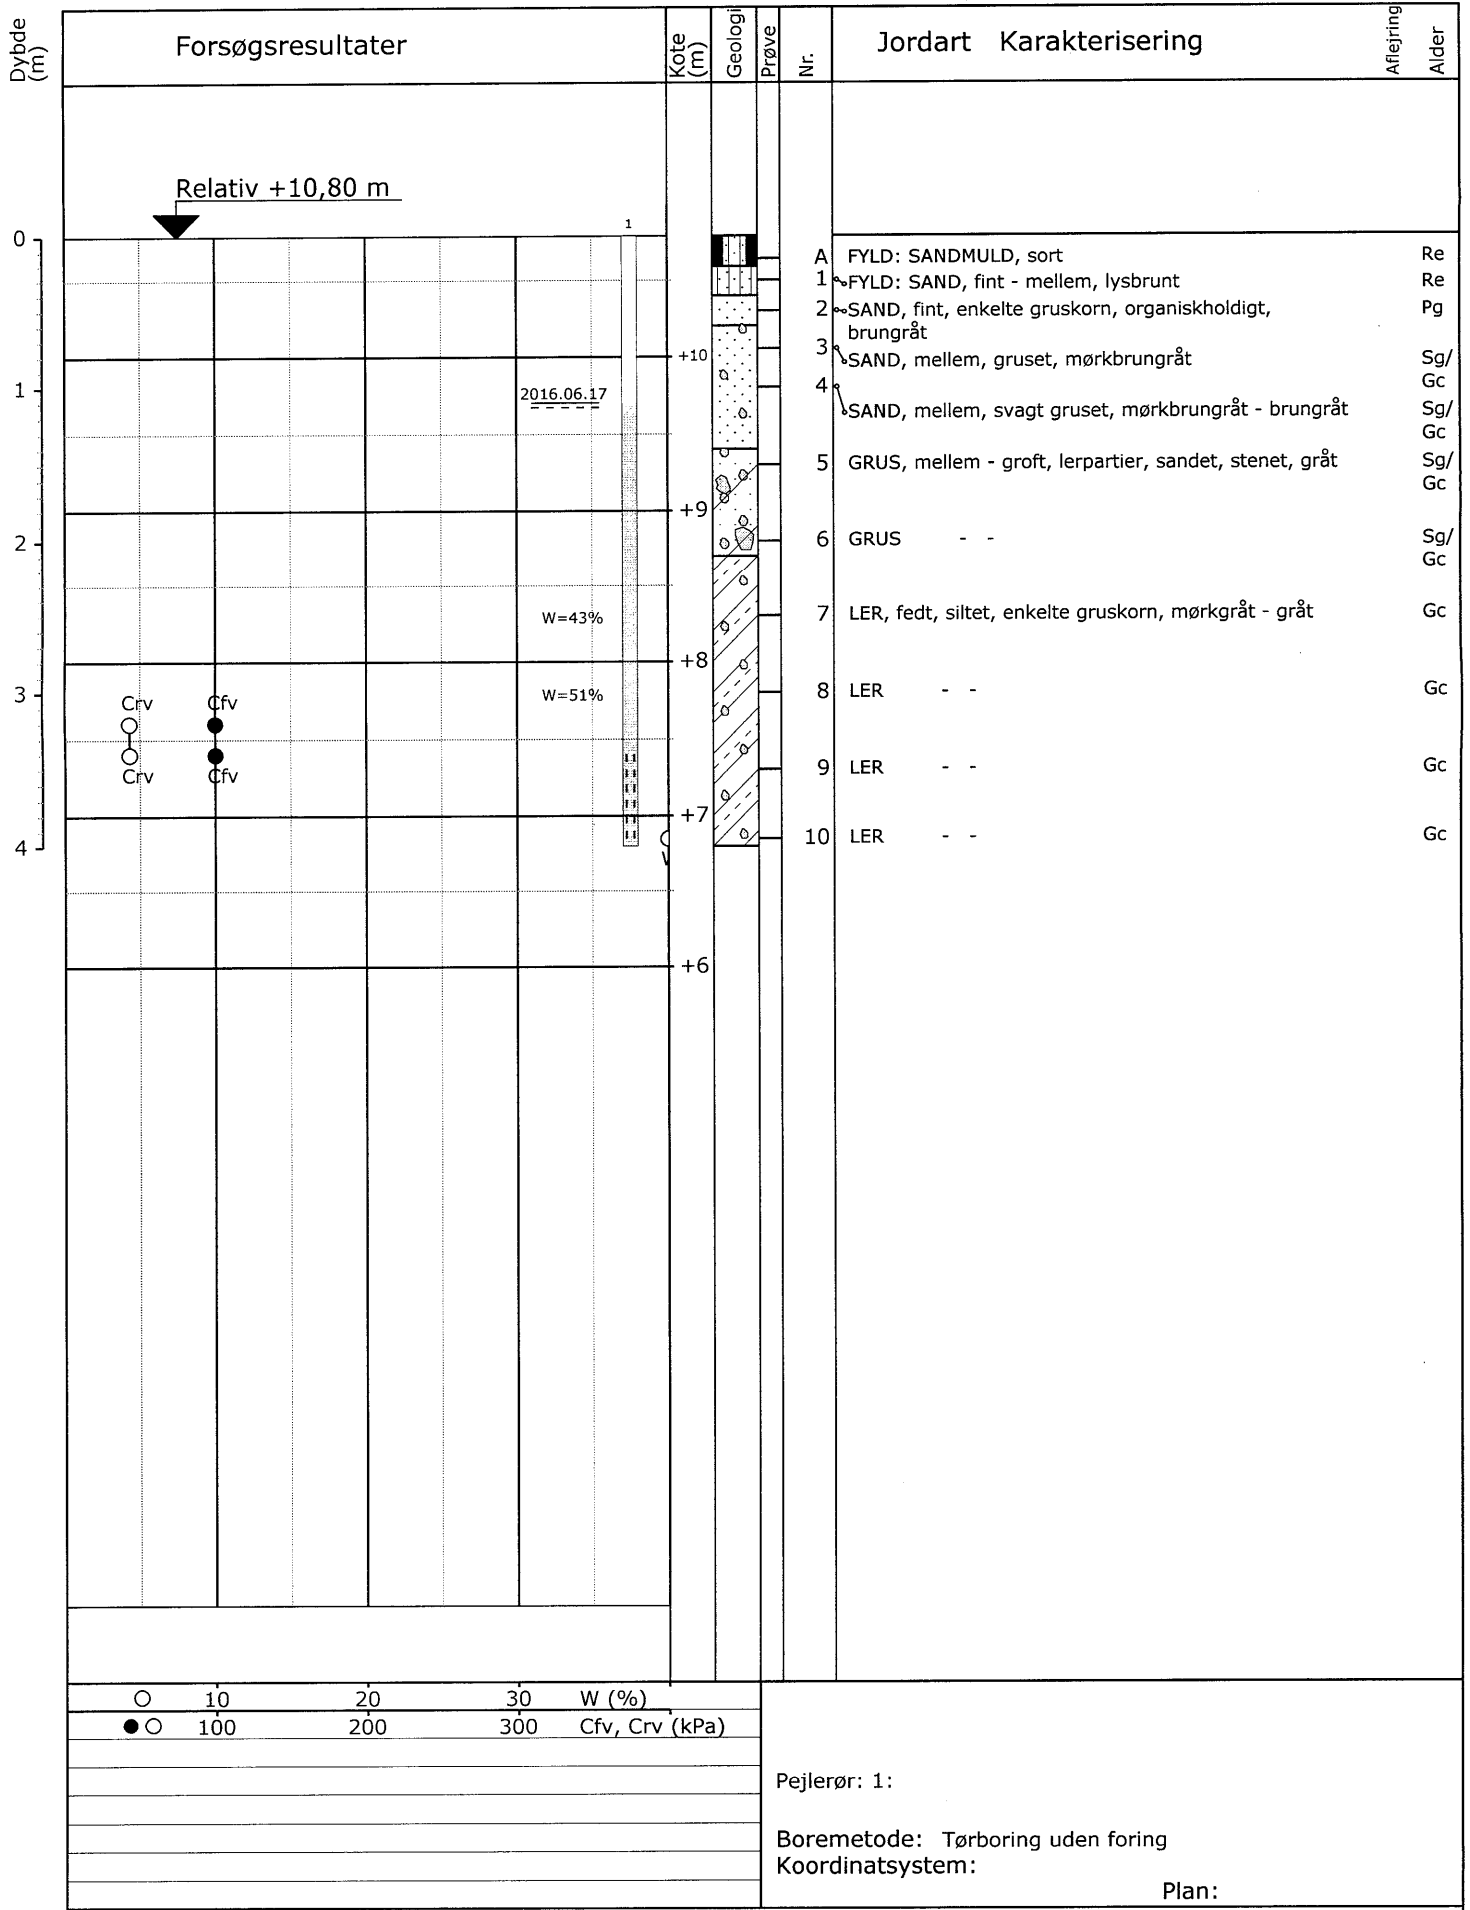 Dybde (m)
Forsøgsresultater
Kote (m)
Geologi
Prøve
Nr.
Jordart Karakterisering
Aflejring
Alder
Relativ +10,80 m
0
1
A FYLD: SANDMULD, sort Re
1 FYLD: SAND, fint - mellem, lysbrunt Re
2 SAND, fint, enkelte gruskorn, organiskholdigt, Pg
brungråt
+10
3 SAND, mellem, gruset, mørkbrungråt Sg/
Gc
1
2016.06.17
4 SAND, mellem, svagt gruset, mørkbrungråt - brungråt Sg/
Gc
5 GRUS, mellem - groft, lerpartier, sandet, stenet, gråt Sg/
Gc
+9
2
6 GRUS - - Sg/
Gc
W=43%
7 LER, fedt, siltet, enkelte gruskorn, mørkgråt - gråt Gc
+8
3
W=51%
8 LER - - Gc
Crv Cfv
Crv Cfv
9 LER - - Gc
+7
4
10 LER - - Gc
+6
10 20 30 W (%)
100 200 300 Cfv, Crv (kPa)
Pejlerør: 1:
Boremetode: Tørboring uden foring
Koordinatsystem:
Plan: